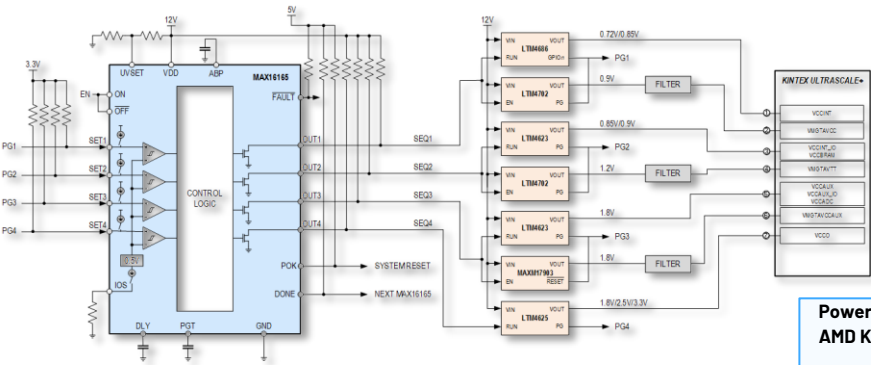 5V
12V
12V
3.3V
UVSET
VDD
ABP
MAX16165
EN
ON
OFF
FAULT
PG1
SET1
PG2
SET2
PG3
SET3
PG4
SET4
CONTROL
LOGIC
0.5V
IOS
OUT1
SEQ1
OUT2
SEQ2
OUT3
SEQ3
OUT4
SEQ4
POK
SYSTEM RESET
DONE
NEXT MAX16165
DLY
PGT
GND
VIN
VOUT
LTM4686
RUN
GPIOn
0.72V/0.85V
PG1
VIN
VOUT
LTM4702
EN
PG
0.9V
FILTER
VIN
VOUT
LTM4623
RUN
PG
0.85V/0.9V
PG2
VIN
VOUT
LTM4702
EN
PG
1.2V
FILTER
VIN
VOUT
LTM4623
RUN
PG
1.8V
PG3
VIN
VOUT
MAXM17903
EN
RESET
1.8V
FILTER
VIN
VOUT
LTM4625
RUN
PG
1.8V/2.5V/3.3V
PG4
KINTEX ULTRASCALE+
1
VCCINT
2
VMGTAVCC
3
VCCINT_IO
VCCBRAM
4
VMGTAVTT
5
VCCAUX
VCCAUX_IO
VCCADC
6
VMGTAVCCAUX
7
VCCO
Power
AMD K